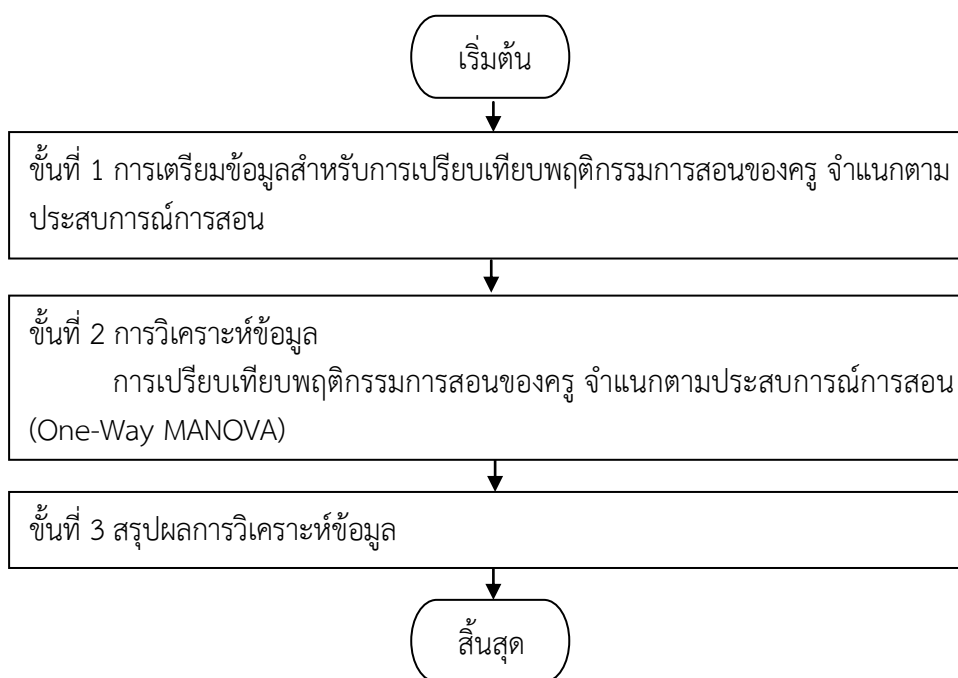 เริ่มต้น
ขั้นที่ 1 การเตรียมข้อมูลสำหรับการเปรียบเทียบพฤติกรรมการสอนของครู จำแนกตาม
ประสบการณ์การสอน
ขั้นที่ 2 การวิเคราะห์ข้อมูล
การเปรียบเทียบพฤติกรรมการสอนของครู จำแนกตามประสบการณ์การสอน
(One-Way MANOVA)
ขั้นที่ 3 สรุปผลการวิเคราะห์ข้อมูล
สิ้นสุด